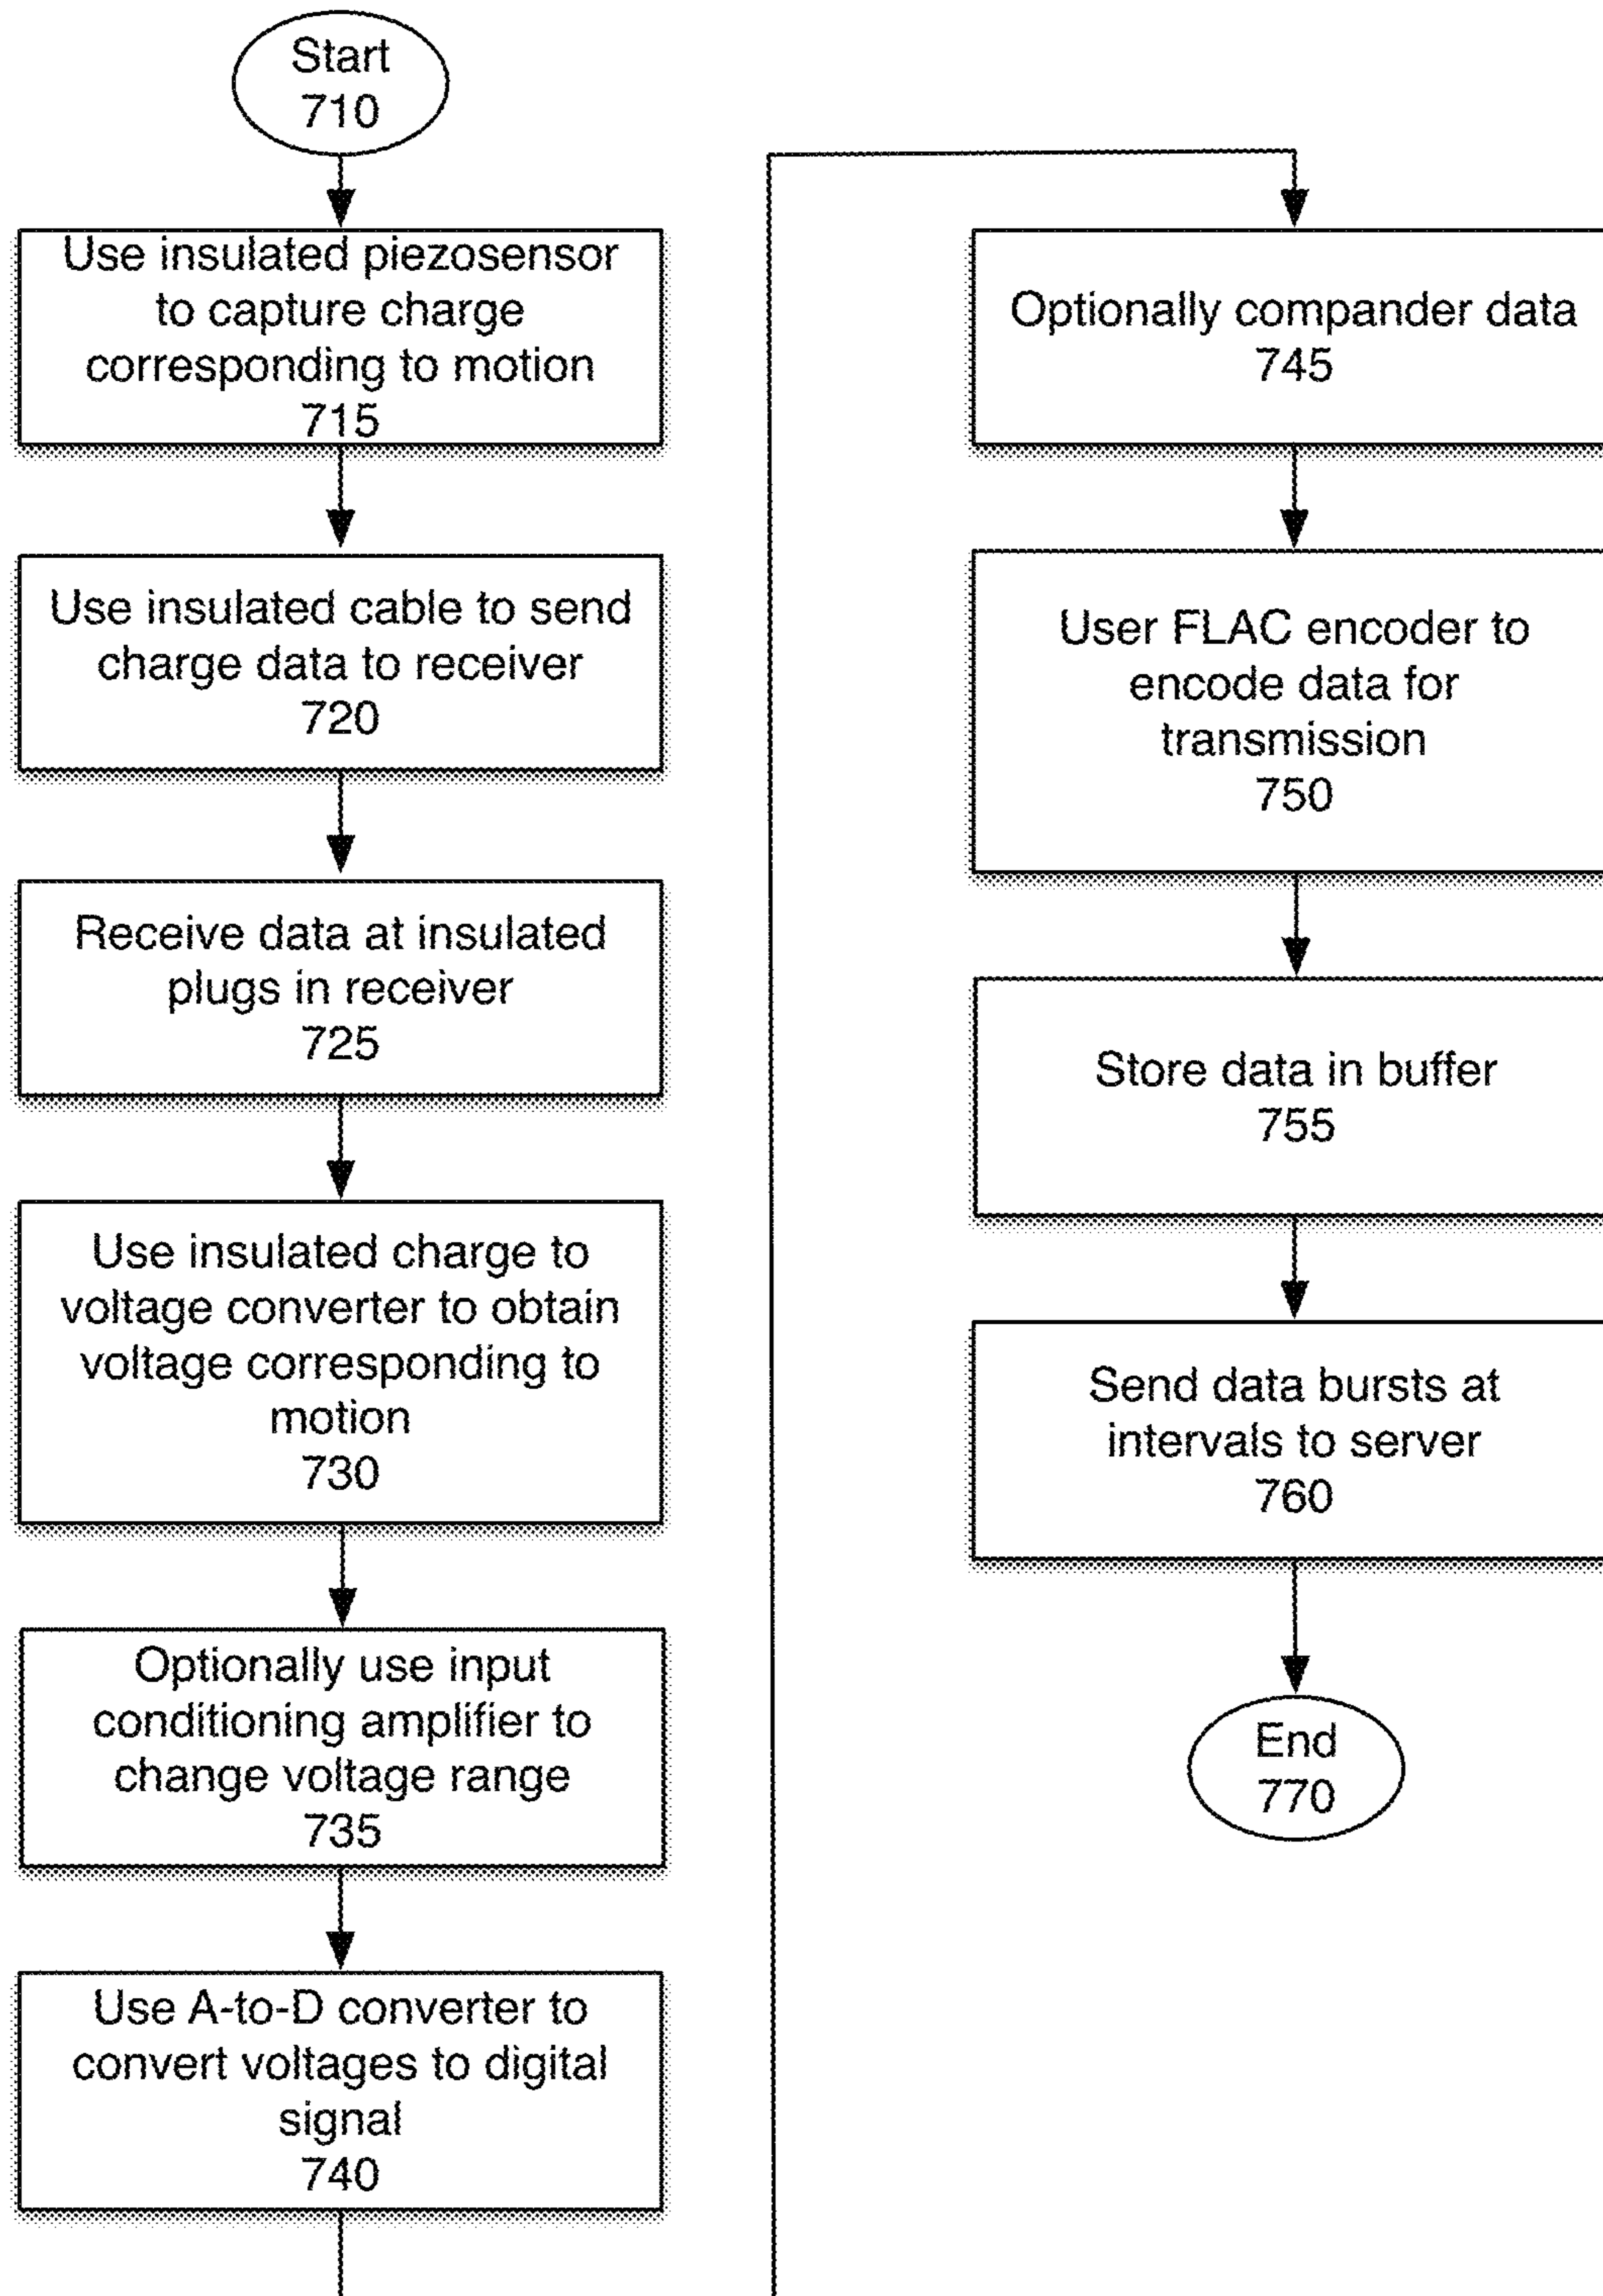 Start
710
Use insulated piezosensor
to capture charge
corresponding to motion
715
Use insulated cable to send
charge data to receiver
720
Receive data at insulated
plugs in receiver
725
Use insulated charge to
voltage converter to obtain
voltage corresponding to
motion
730
Optionally use input
conditioning amplifier to
change voltage range
735
Use A-to-D converter to
convert voltages to digital
signal
740
Optionally compander data
745
User FLAC encoder to
encode data for
transmission
750
Store data in buffer
755
Send data bursts at
intervals to server
760
End
770